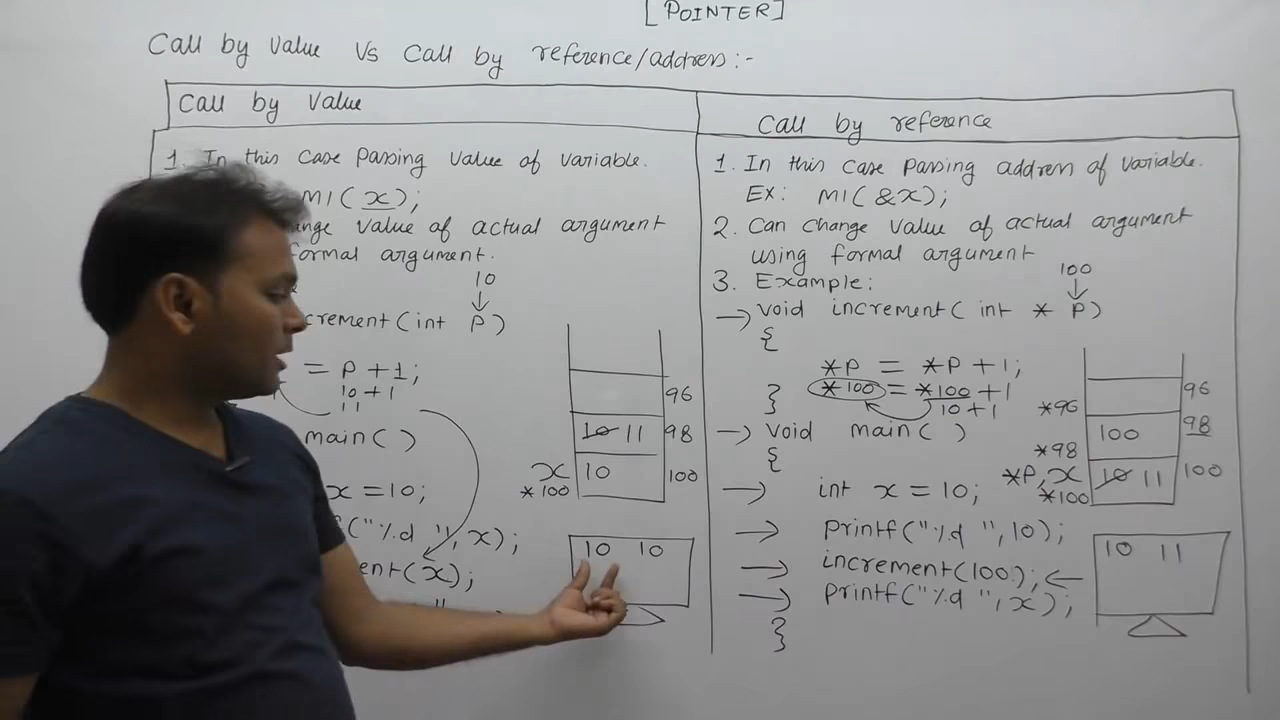 [POINTER]
Call by Value Vs Call by reference/address:-
Call by Value
1. In this case Passing Value of Variable.
M1(x);
ange Value of actual argument
formal argument.
10
crement(int P)
= P + 1;
10 + 1
11
main( )
x = 10;
("%d ", x);
ent(x);
96
10 11 98
x 10 100
*100
10 10
Call by reference
1. In this case Passing address of Variable.
EX: M1(&x);
2. Can change Value of actual argument
using formal argument
3. Example:
100
void increment( int * P)
{
*P = *P + 1;
*100 = *100 + 1
10 + 1
}
void main( )
{
int x = 10;
printf("%d ", 10);
increment(100);
printf("%d ", x);
}
96
*96
100 98
*98
*P, x 10 11 100
*100
10 11